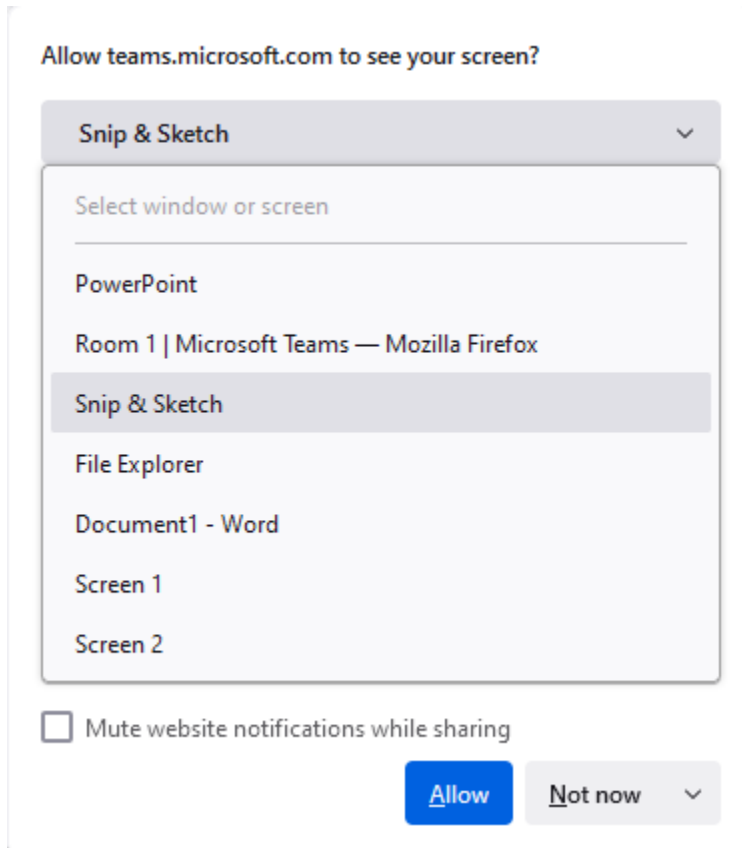 Allow teams.microsoft.com to see your screen?
Snip & Sketch
Select window or screen
PowerPoint
Room 1 | Microsoft Teams — Mozilla Firefox
Snip & Sketch
File Explorer
Document1 - Word
Screen 1
Screen 2
Mute website notifications while sharing
Allow Not now